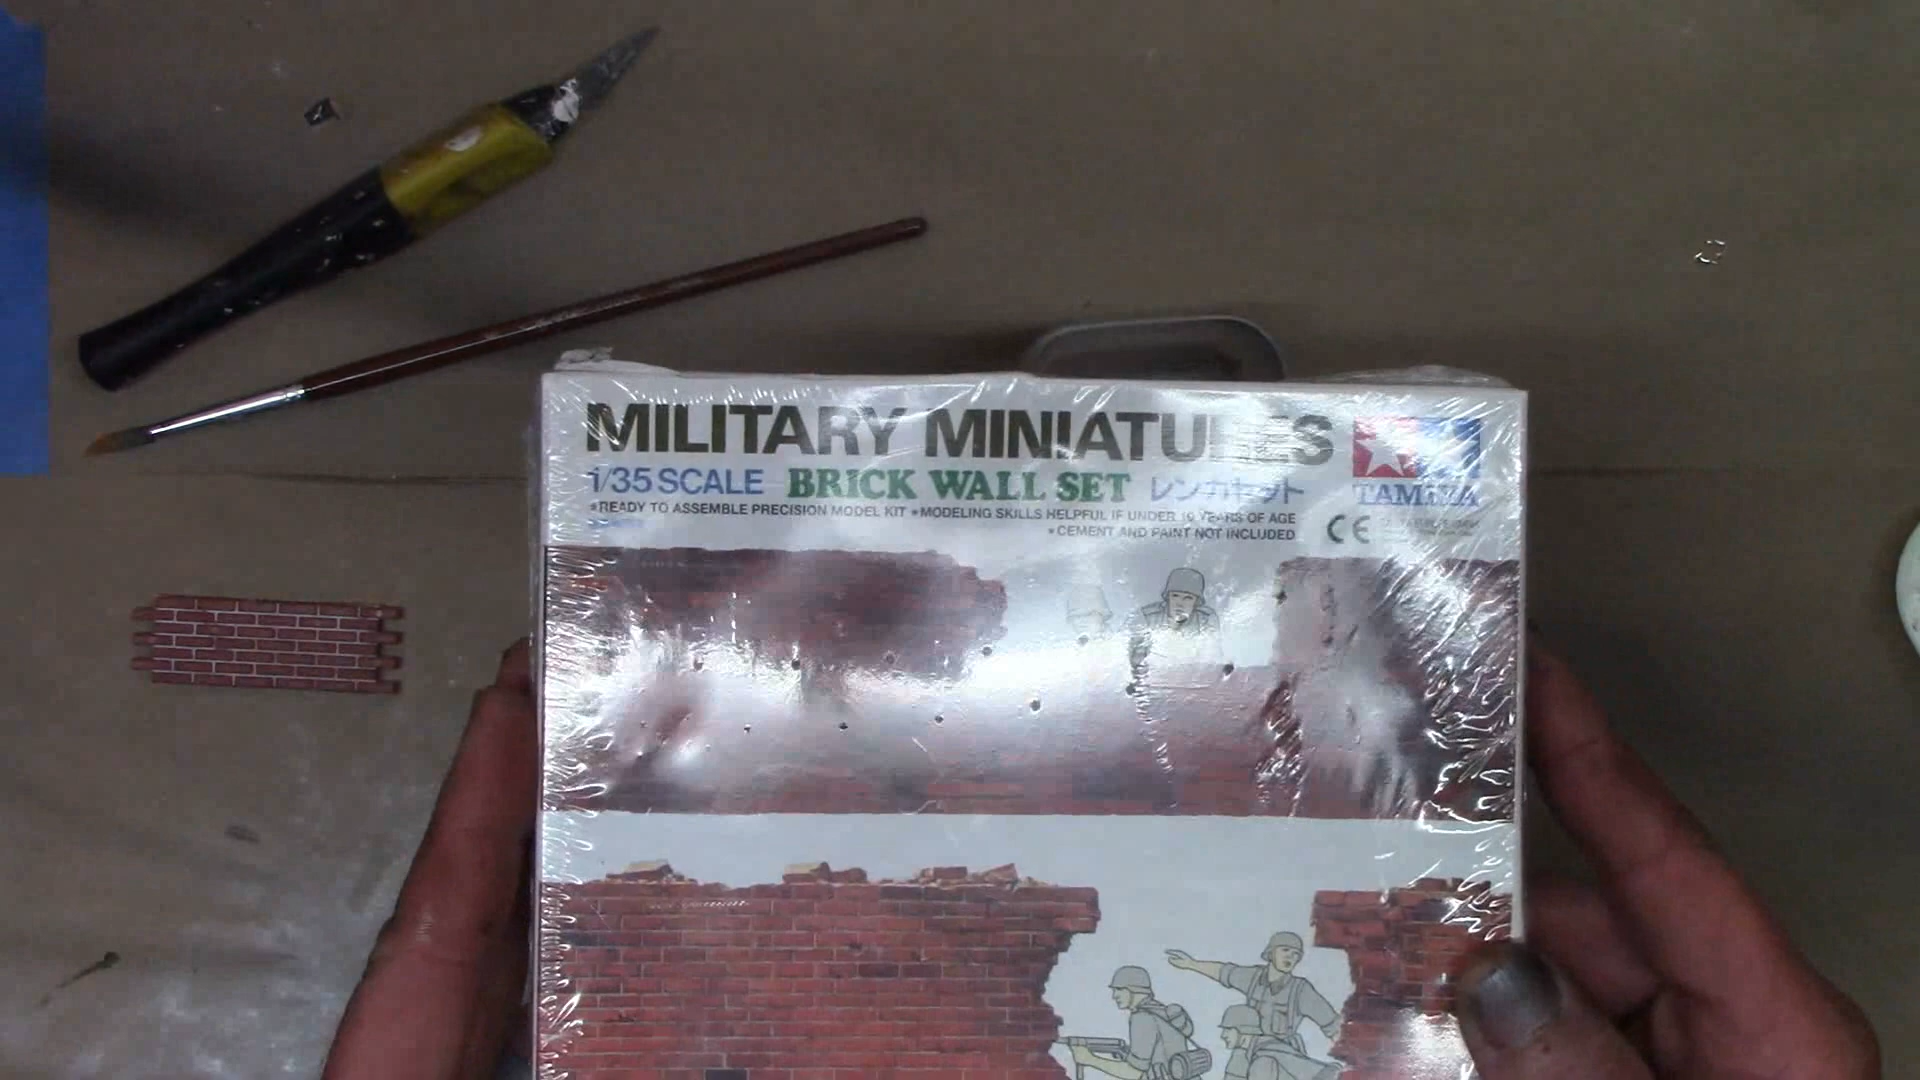 MILITARY MINIATURES
1/35 SCALE BRICK WALL SET レンガセット
TAMIYA
*READY TO ASSEMBLE PRECISION MODEL KIT *MODELING SKILLS HELPFUL IF UNDER 10 YEARS OF AGE
*CEMENT AND PAINT NOT INCLUDED
CE